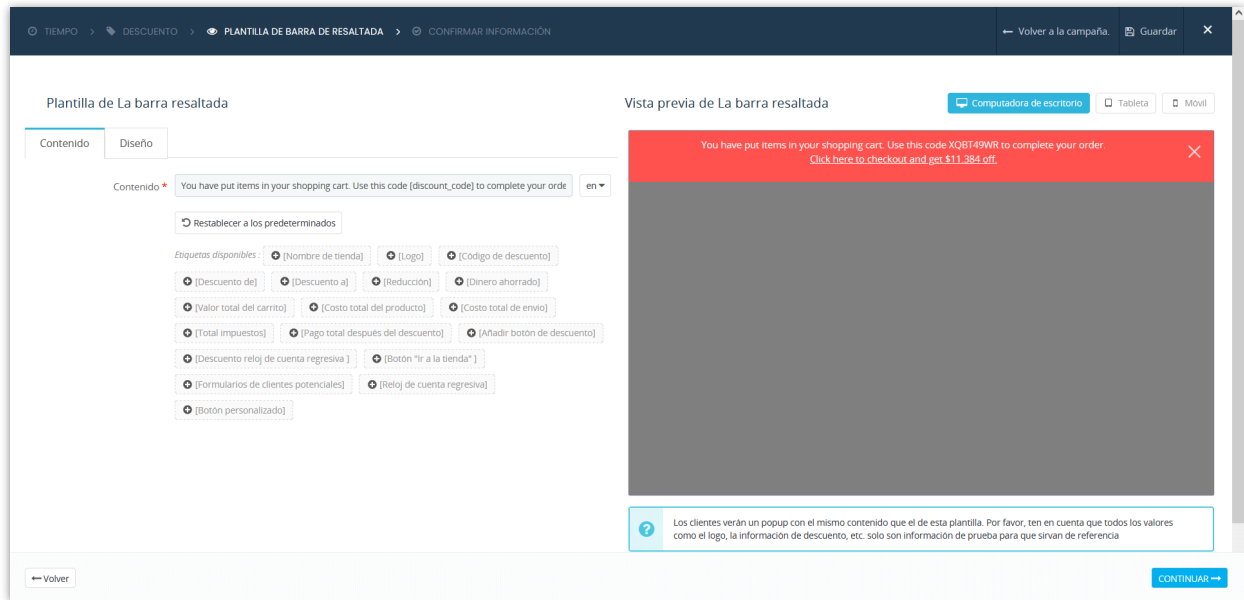 TIEMPO > DESCUENTO > PLANTILLA DE BARRA DE RESALTADA > CONFIRMAR INFORMACIÓN
← Volver a la campaña. Guardar ×
Plantilla de La barra resaltada
Contenido Diseño
Contenido * You have put items in your shopping cart. Use this code [discount_code] to complete your orde en
Restablecer a los predeterminados
Etiquetas disponibles : [Nombre de tienda] [Logo] [Código de descuento]
[Descuento de] [Descuento a] [Reducción] [Dinero ahorrado]
[Valor total del carrito] [Costo total del producto] [Costo total de envio]
[Total impuestos] [Pago total después del descuento] [Añadir botón de descuento]
[Descuento reloj de cuenta regresiva ] [Botón "Ir a la tienda" ]
[Formularios de clientes potenciales] [Reloj de cuenta regresiva]
[Botón personalizado]
Vista previa de La barra resaltada
Computadora de escritorio Tableta Móvil
You have put items in your shopping cart. Use this code XQBT49WR to complete your order.
Click here to checkout and get $11.384 off.
Los clientes verán un popup con el mismo contenido que el de esta plantilla. Por favor, ten en cuenta que todos los valores
como el logo, la información de descuento, etc. solo son información de prueba para que sirvan de referencia
← Volver
CONTINUAR →